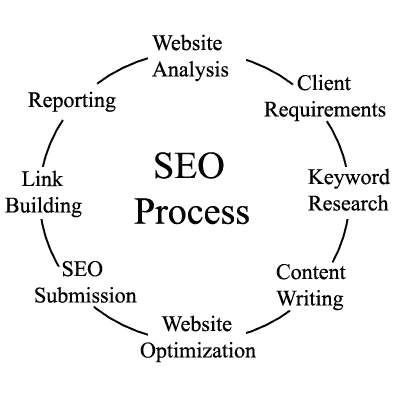 Website
Analysis
Client
Requirements
Keyword
Research
Content
Writing
Website
Optimization
SEO
Submission
Link
Building
Reporting
SEO
Process